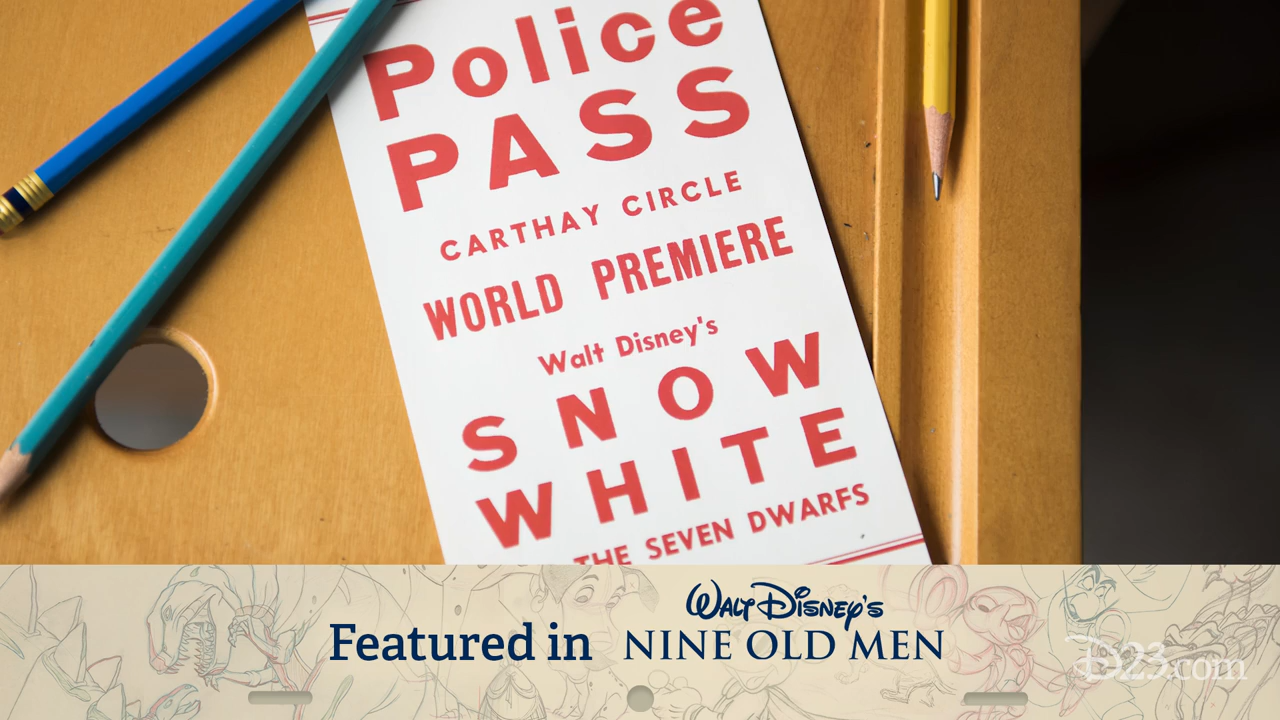 Police
PASS
CARTHAY CIRCLE
WORLD PREMIERE
Walt Disney's
SNOW
WHITE
THE SEVEN DWARFS
Featured in
WALT DISNEY'S
NINE OLD MEN
D23.com